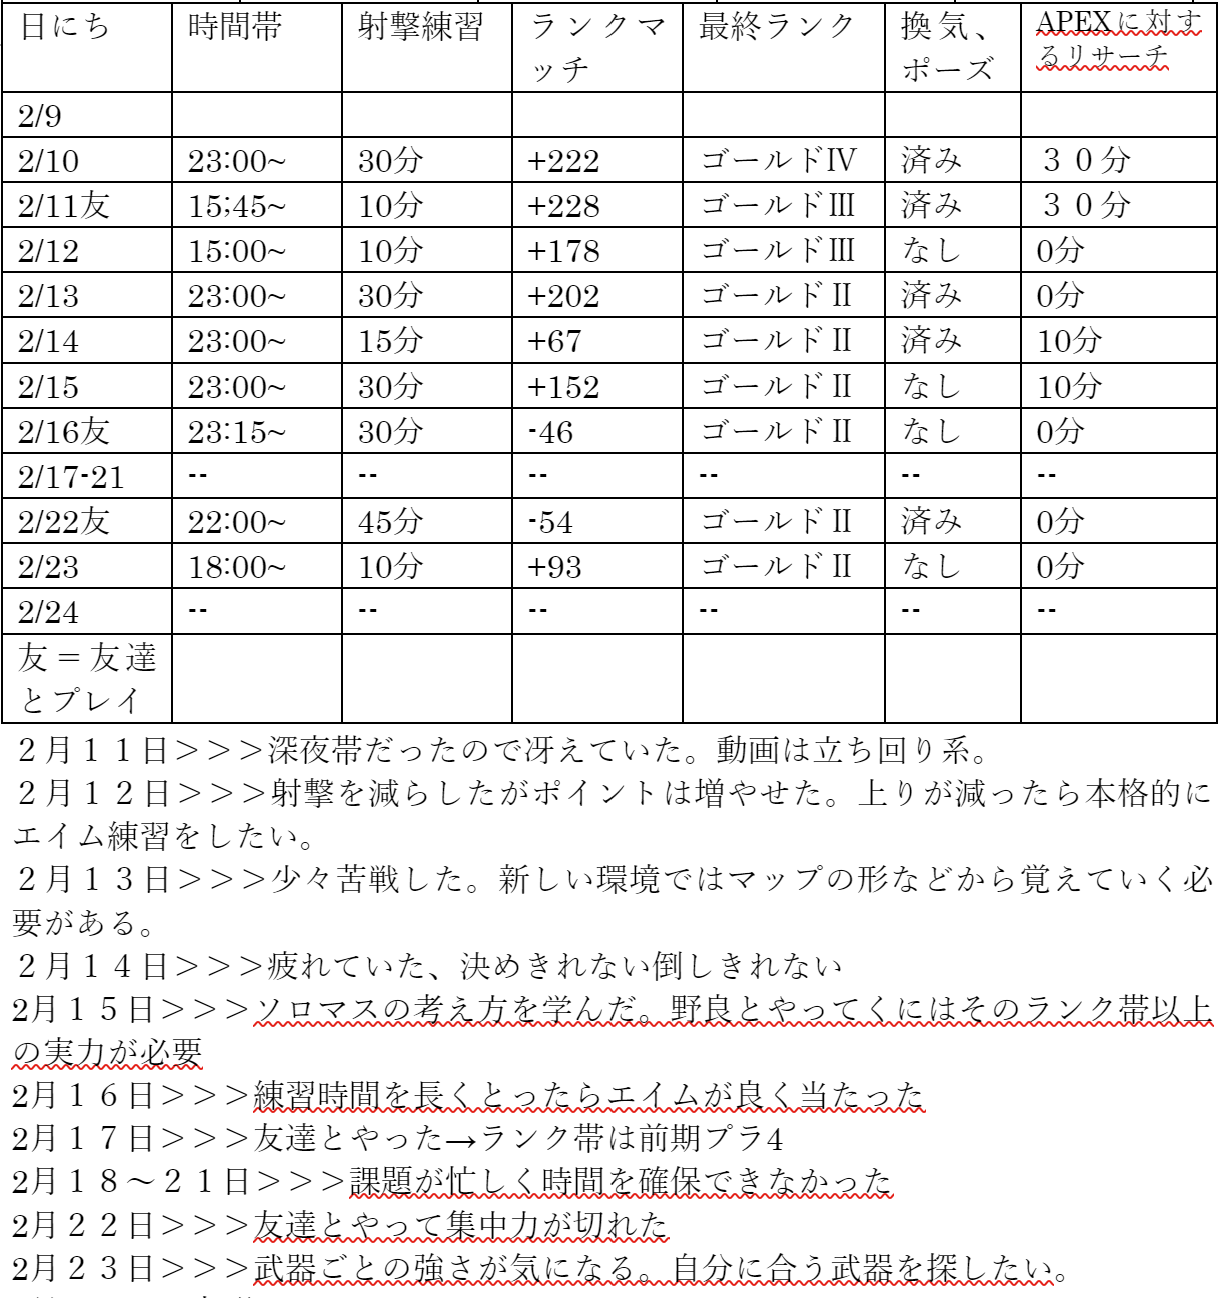 日にち 時間帯 射撃練習 ランクマッチ 最終ランク 換気、ポーズ APEXに対するリサーチ
2/9
2/10 23:00~ 30分 +222 ゴールドⅣ 済み ３０分
2/11友 15;45~ 10分 +228 ゴールドⅢ 済み ３０分
2/12 15:00~ 10分 +178 ゴールドⅢ なし 0分
2/13 23:00~ 30分 +202 ゴールドⅡ 済み 0分
2/14 23:00~ 15分 +67 ゴールドⅡ 済み 10分
2/15 23:00~ 30分 +152 ゴールドⅡ なし 10分
2/16友 23:15~ 30分 -46 ゴールドⅡ なし 0分
2/17-21 -- -- -- -- -- --
2/22友 22:00~ 45分 -54 ゴールドⅡ 済み 0分
2/23 18:00~ 10分 +93 ゴールドⅡ なし 0分
2/24 -- -- -- -- -- --
友＝友達とプレイ
２月１１日＞＞＞深夜帯だったので冴えていた。動画は立ち回り系。
２月１２日＞＞＞射撃を減らしたがポイントは増やせた。上りが減ったら本格的に
エイム練習をしたい。
２月１３日＞＞＞少々苦戦した。新しい環境ではマップの形などから覚えていく必
要がある。
２月１４日＞＞＞疲れていた、決めきれない倒しきれない
2月１５日＞＞＞ソロマスの考え方を学んだ。野良とやってくにはそのランク帯以上
の実力が必要
2月１６日＞＞＞練習時間を長くとったらエイムが良く当たった
2月１７日＞＞＞友達とやった→ランク帯は前期プラ4
2月１８～２１日＞＞＞課題が忙しく時間を確保できなかった
2月２２日＞＞＞友達とやって集中力が切れた
2月２３日＞＞＞武器ごとの強さが気になる。自分に合う武器を探したい。